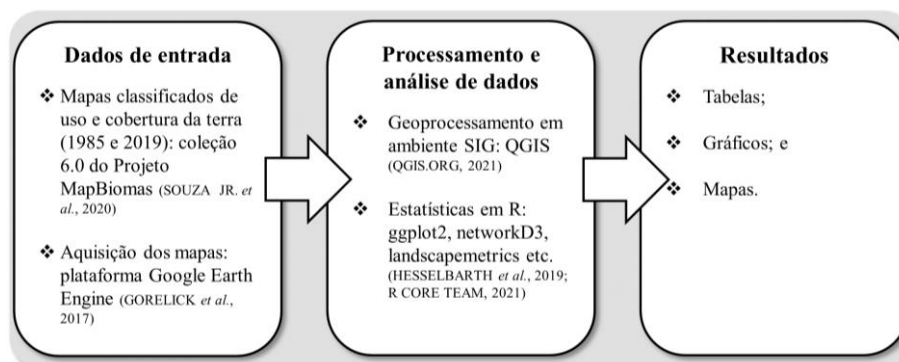 Dados de entrada
❖ Mapas classificados de
uso e cobertura da terra
(1985 e 2019): coleção
6.0 do Projeto
MapBiomas (SOUZA JR. et
al., 2020)
❖ Aquisição dos mapas:
plataforma Google Earth
Engine (GORELICK et al.,
2017)
Processamento e
análise de dados
❖ Geoprocessamento em
ambiente SIG: QGIS
(QGIS.ORG, 2021)
❖ Estatísticas em R:
ggplot2, networkD3,
landscapemetrics etc.
(HESSELBARTH et al., 2019;
R CORE TEAM, 2021)
Resultados
❖ Tabelas;
❖ Gráficos; e
❖ Mapas.